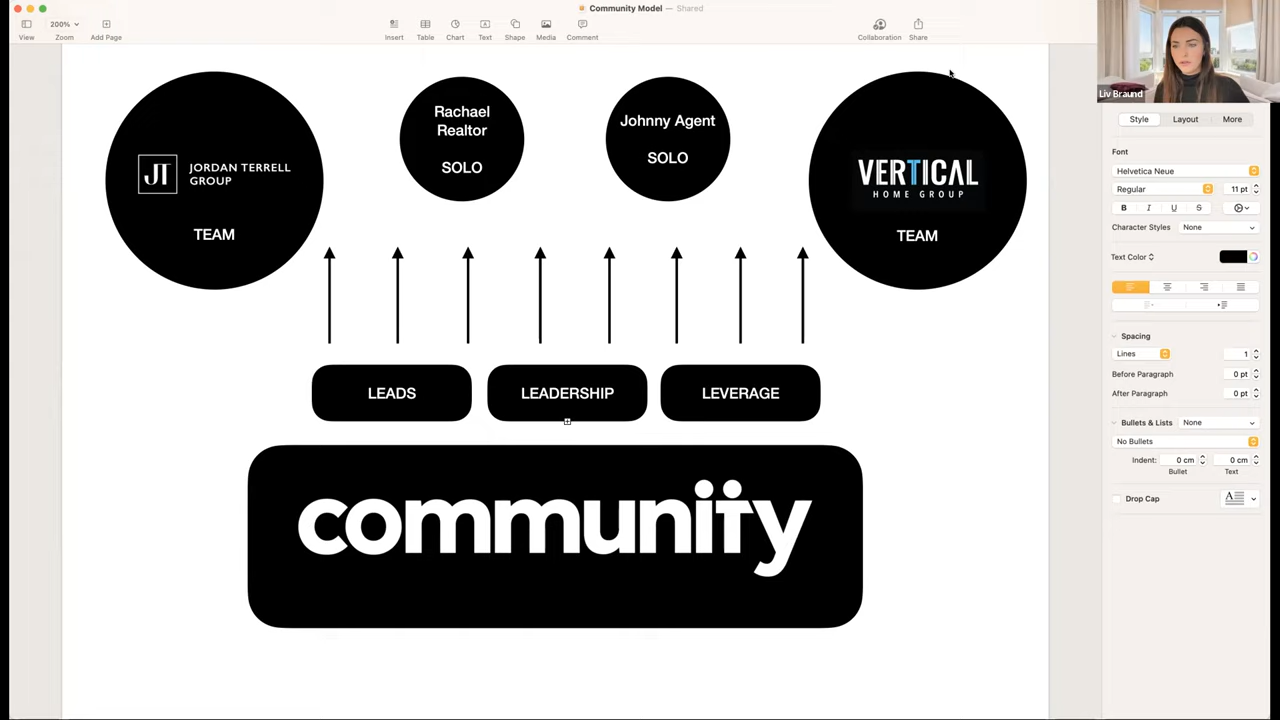 Community Model — Shared
200%
View
Zoom
Add Page
Insert
Table
Chart
Text
Shape
Media
Comment
Collaboration
Share
Liv Braund
JT
JORDAN TERRELL
GROUP
TEAM
Rachael
Realtor
SOLO
Johnny Agent
SOLO
VERTICAL
HOME GROUP
TEAM
LEADS
LEADERSHIP
LEVERAGE
community
Style
Layout
More
Font
Helvetica Neue
Regular
11 pt
B
I
U
S
Character Styles
None
Text Color
Spacing
Lines
1
Before Paragraph
0 pt
After Paragraph
0 pt
Bullets & Lists
None
No Bullets
Indent:
0 cm
0 cm
Bullet
Text
Drop Cap
A